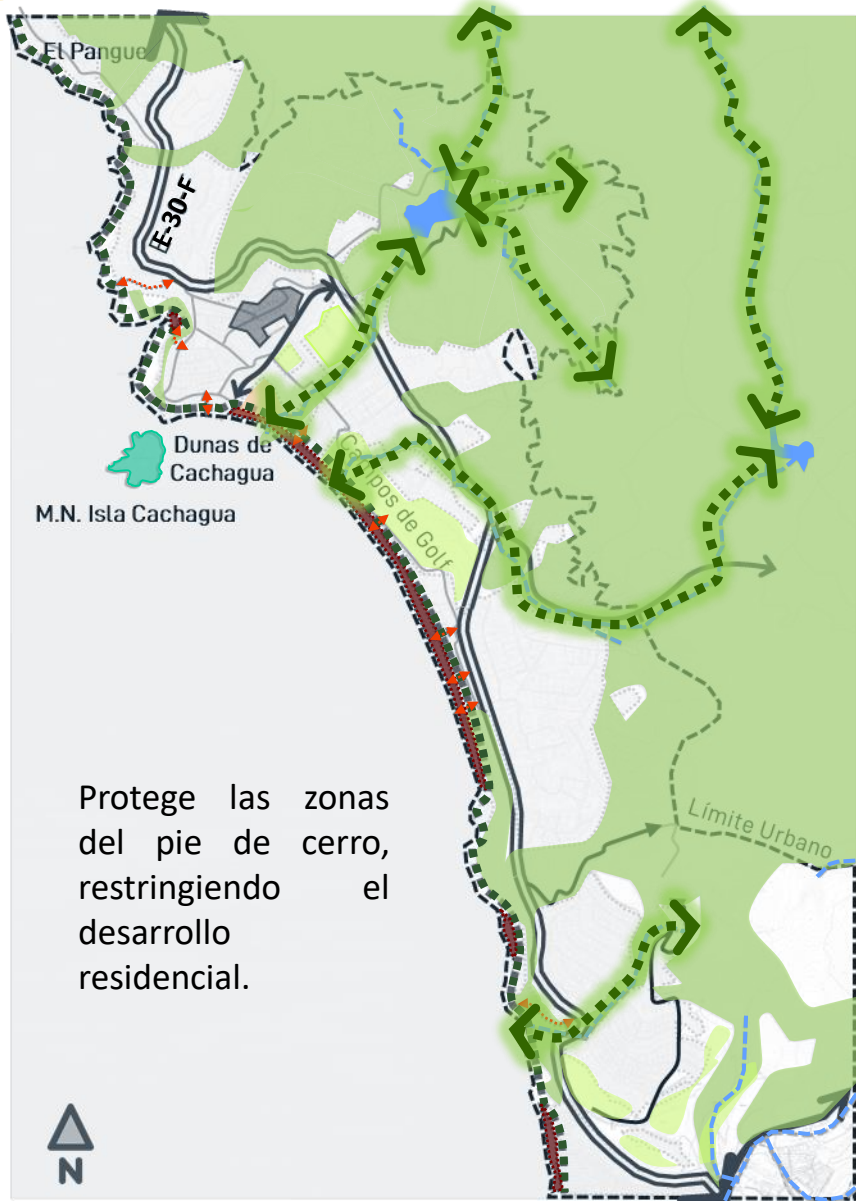 El Pangue
E-30-F
Dunas de
Cachagua
M.N. Isla Cachagua
Campos de Golf
Protege las zonas
del pie de cerro,
restringiendo el
desarrollo
residencial.
Límite Urbano
N